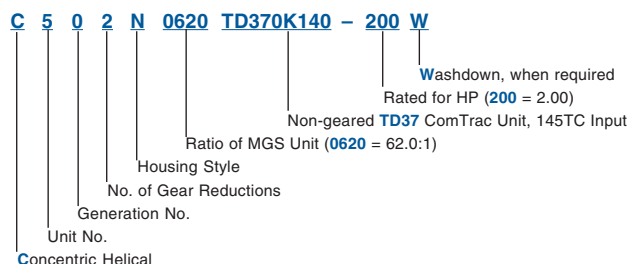 C 5 0 2 N 0620 TD370K140 – 200 W
Washdown, when required
Rated for HP (200 = 2.00)
Non-geared TD37 ComTrac Unit, 145TC Input
Ratio of MGS Unit (0620 = 62.0:1)
Housing Style
No. of Gear Reductions
Generation No.
Unit No.
Concentric Helical